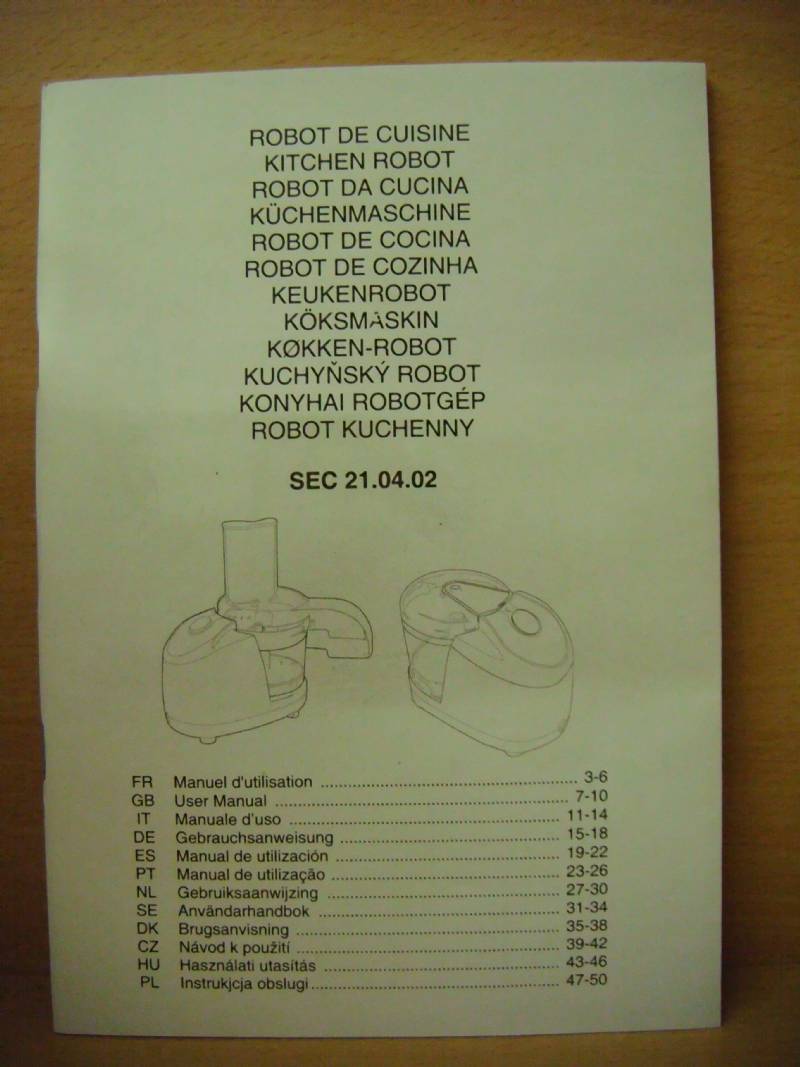 ROBOT DE CUISINE
KITCHEN ROBOT
ROBOT DA CUCINA
KÜCHENMASCHINE
ROBOT DE COCINA
ROBOT DE COZINHA
KEUKENROBOT
KÖKSMASKIN
KØKKEN-ROBOT
KUCHYŇSKÝ ROBOT
KONYHAI ROBOTGÉP
ROBOT KUCHENNY
SEC 21.04.02
FR Manuel d'utilisation .................... 3-6
GB User Manual .................... 7-10
IT Manuale d'uso .................... 11-14
DE Gebrauchsanweisung .................... 15-18
ES Manual de utilización .................... 19-22
PT Manual de utilização .................... 23-26
NL Gebruiksaanwijzing .................... 27-30
SE Användarhandbok .................... 31-34
DK Brugsanvisning .................... 35-38
CZ Návod k použití .................... 39-42
HU Használati utasítás .................... 43-46
PL Instrukjcja obslugi .................... 47-50